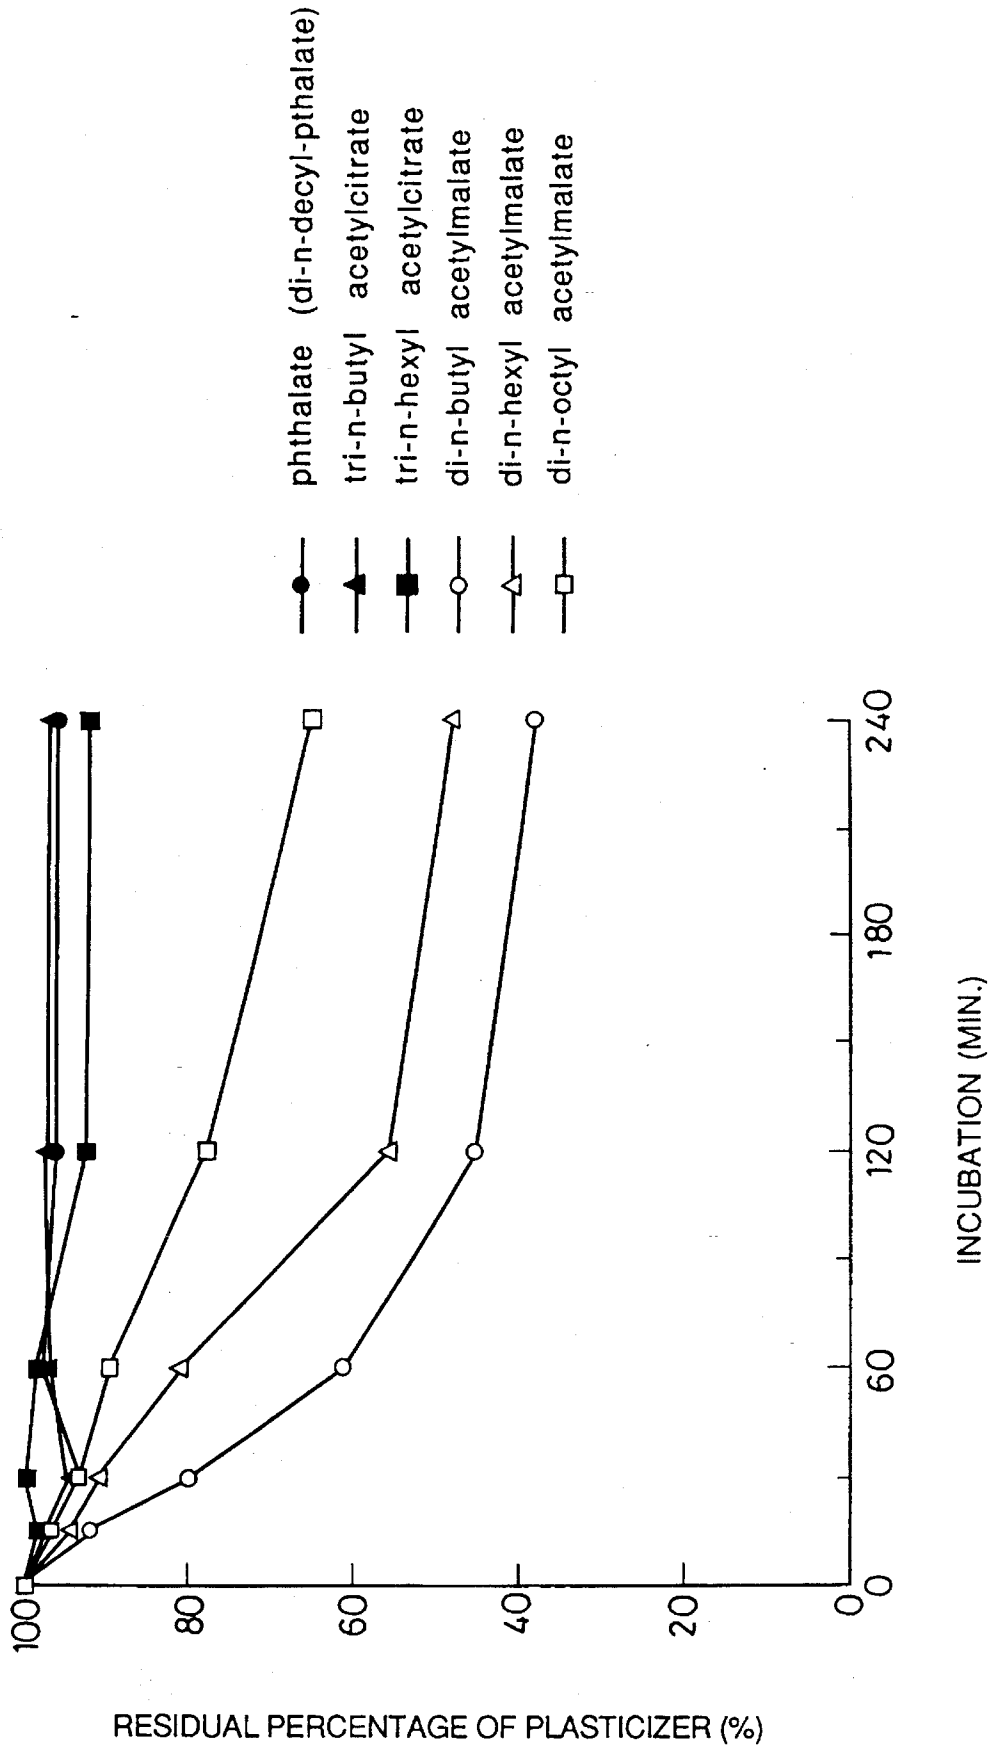 RESIDUAL PERCENTAGE OF PLASTICIZER (%)
100
80
60
40
20
0
0
60
120
180
240
INCUBATION (MIN.)
phthalate (di-n-decyl-pthalate)
tri-n-butyl acetylcitrate
tri-n-hexyl acetylcitrate
di-n-butyl acetylmalate
di-n-hexyl acetylmalate
di-n-octyl acetylmalate